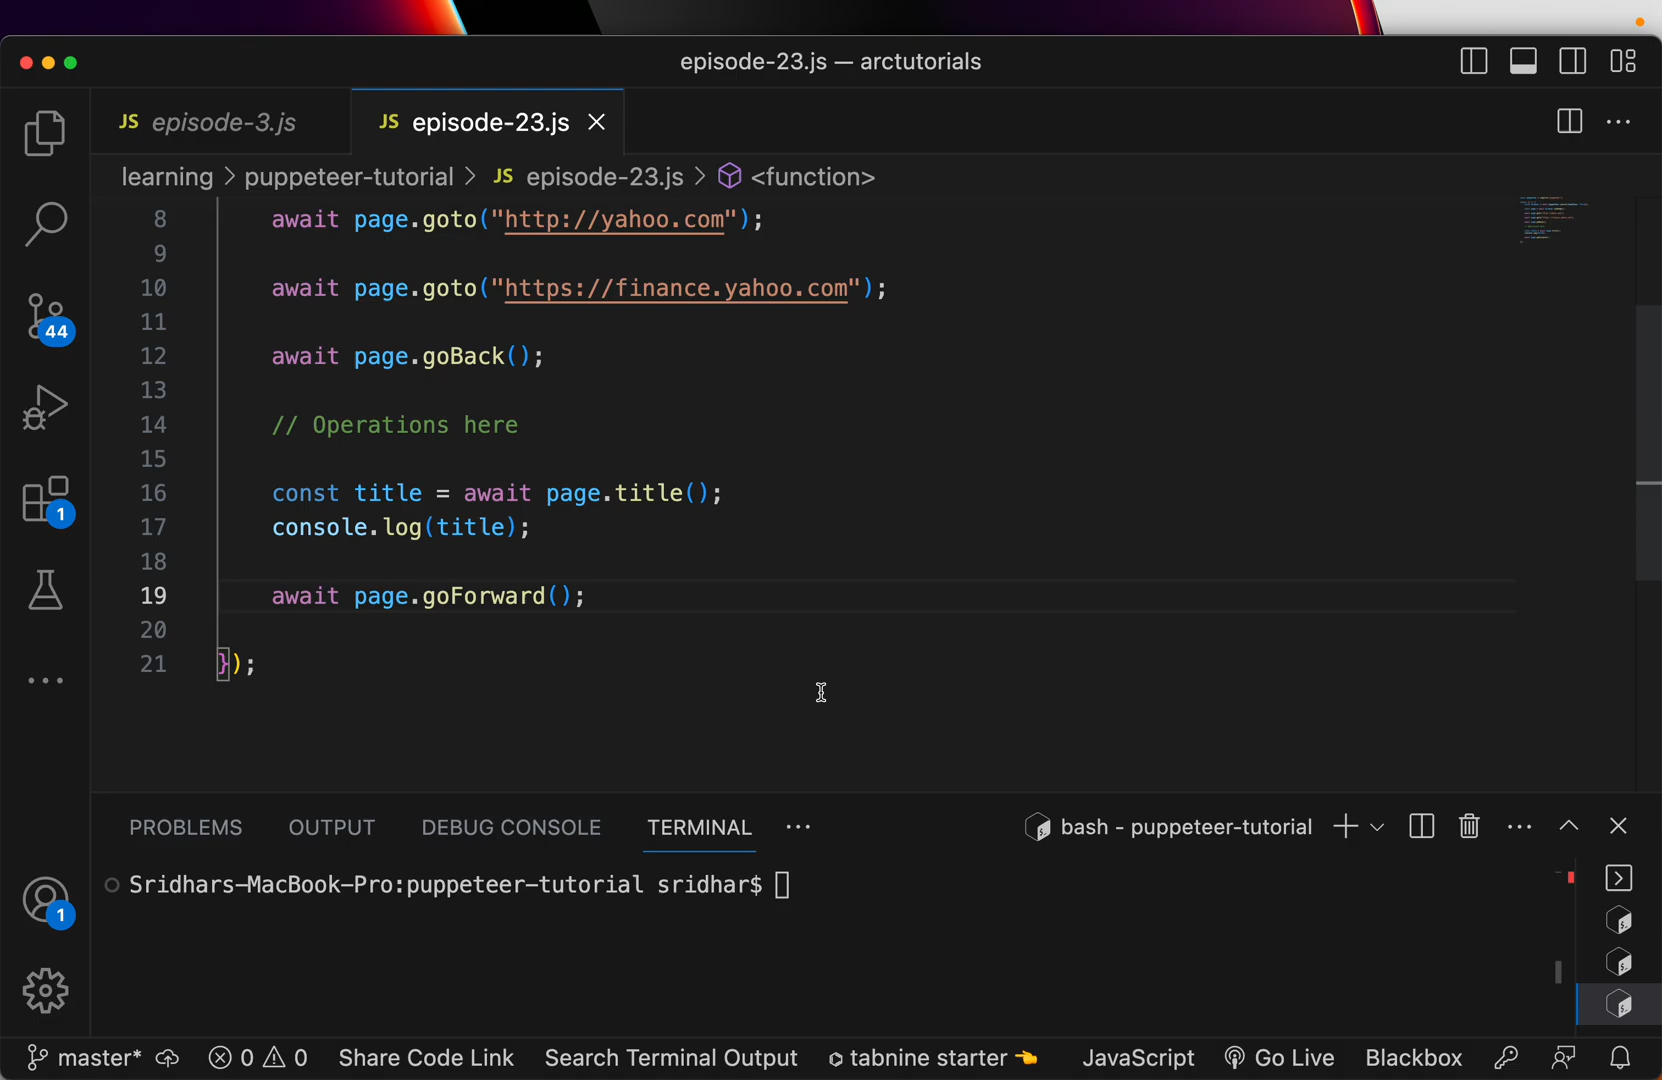 episode-23.js — arctutorials
JS episode-3.js
JS episode-23.js
learning > puppeteer-tutorial > JS episode-23.js > <function>
8 await page.goto("http://yahoo.com");
9
10 await page.goto("https://finance.yahoo.com");
11
12 await page.goBack();
13
14 // Operations here
15
16 const title = await page.title();
17 console.log(title);
18
19 await page.goForward();
20
21 });
44
1
1
PROBLEMS OUTPUT DEBUG CONSOLE TERMINAL ··· bash - puppeteer-tutorial
Sridhars-MacBook-Pro:puppeteer-tutorial sridhar$
master* 0 0 Share Code Link Search Terminal Output tabnine starter JavaScript Go Live Blackbox